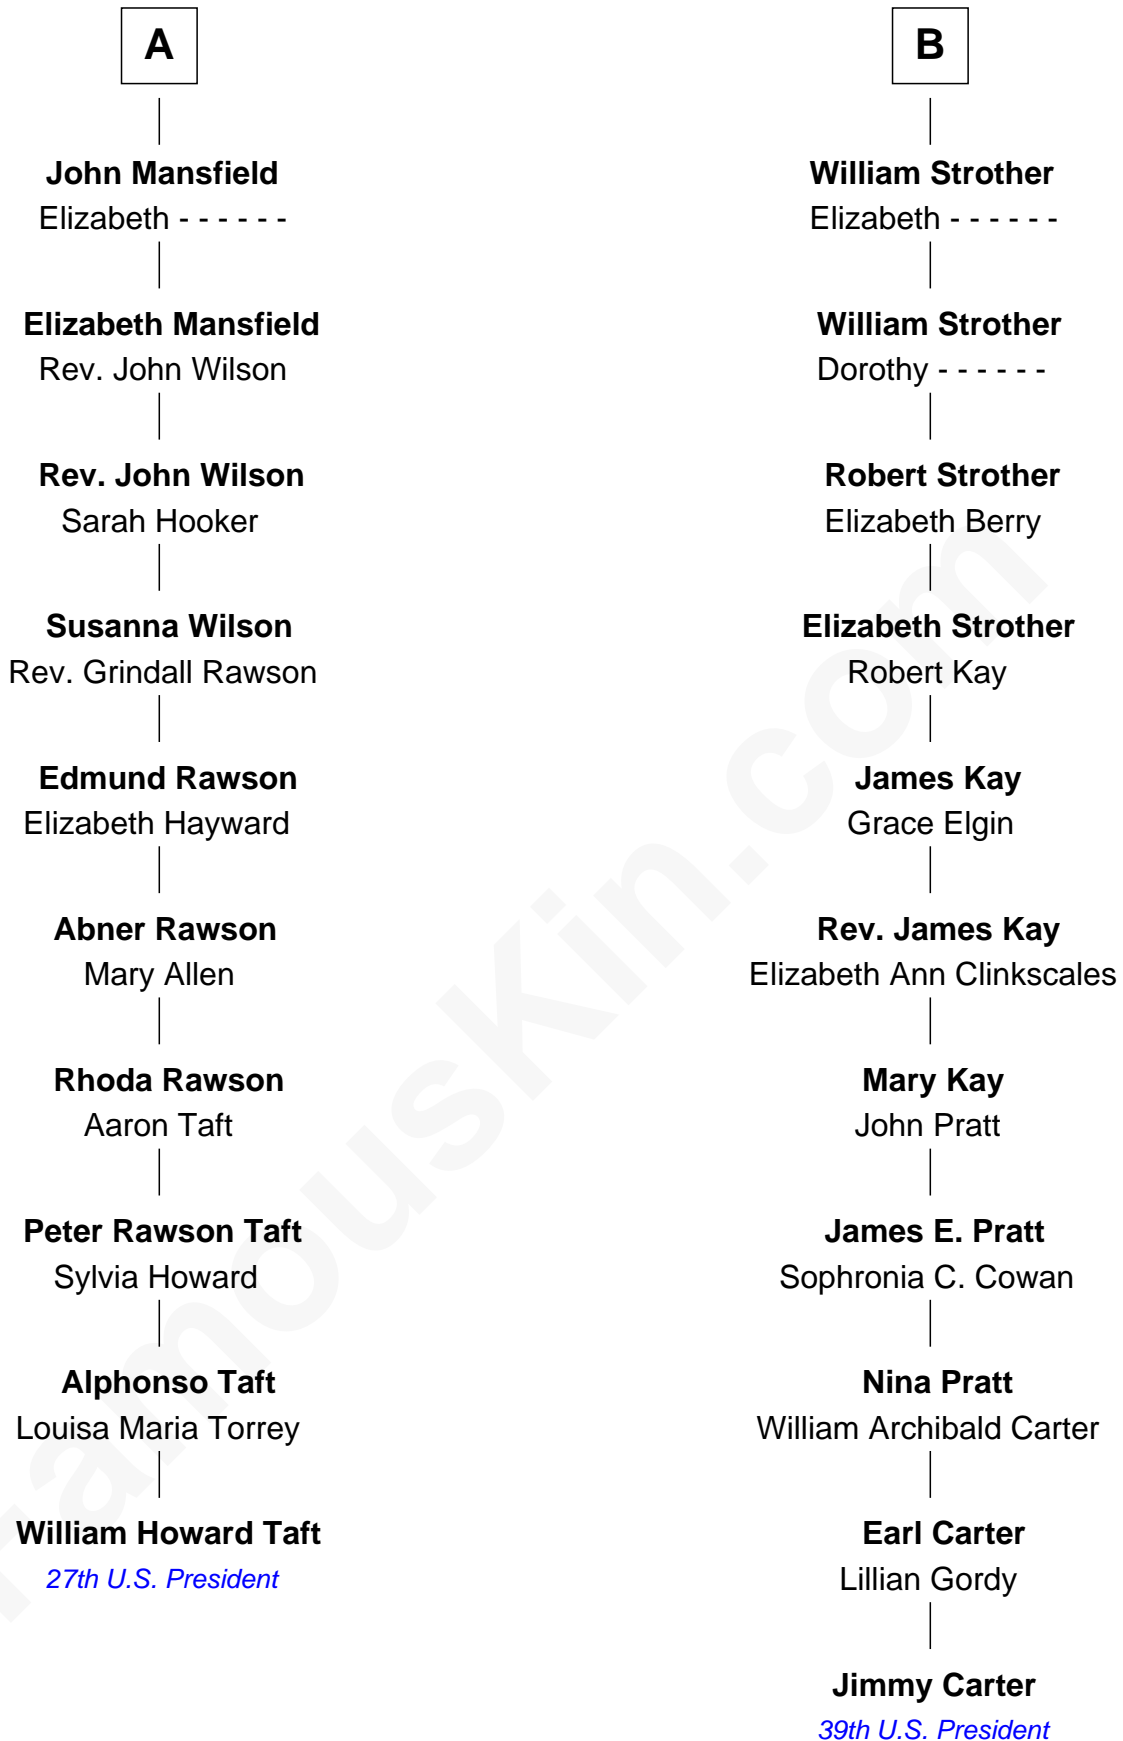 A
John Mansfield
Elizabeth - - - - - -
Elizabeth Mansfield
Rev. John Wilson
Rev. John Wilson
Sarah Hooker
Susanna Wilson
Rev. Grindall Rawson
Edmund Rawson
Elizabeth Hayward
Abner Rawson
Mary Allen
Rhoda Rawson
Aaron Taft
Peter Rawson Taft
Sylvia Howard
Alphonso Taft
Louisa Maria Torrey
William Howard Taft
27th U.S. President
B
William Strother
Elizabeth - - - - - -
William Strother
Dorothy - - - - - -
Robert Strother
Elizabeth Berry
Elizabeth Strother
Robert Kay
James Kay
Grace Elgin
Rev. James Kay
Elizabeth Ann Clinkscales
Mary Kay
John Pratt
James E. Pratt
Sophronia C. Cowan
Nina Pratt
William Archibald Carter
Earl Carter
Lillian Gordy
Jimmy Carter
39th U.S. President
FamousKin.com